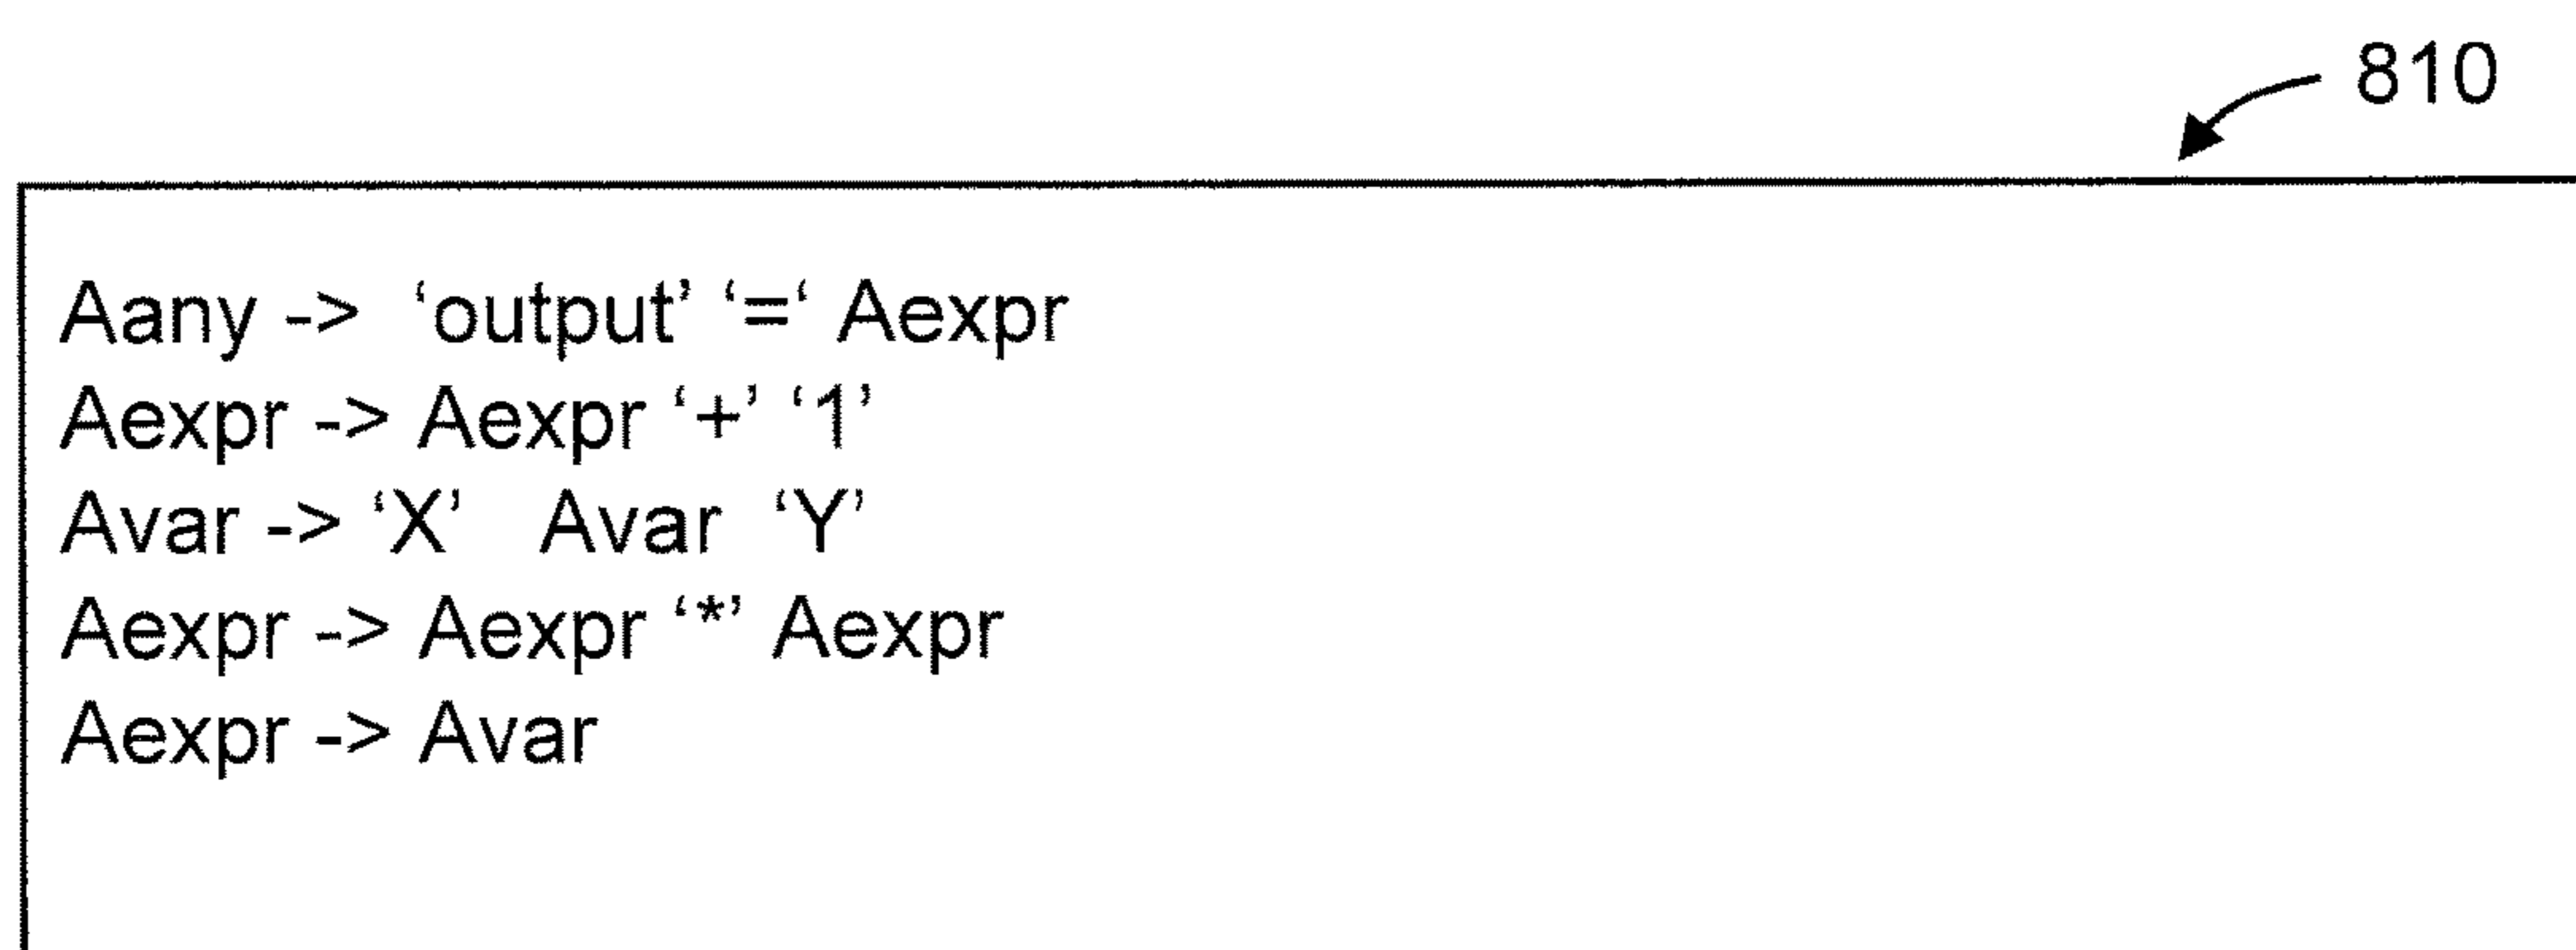 810
Aany -> ‘output’ ‘=‘ Aexpr
Aexpr -> Aexpr ‘+’ ‘1’
Avar -> ‘X’ Avar ‘Y’
Aexpr -> Aexpr ‘*’ Aexpr
Aexpr -> Avar